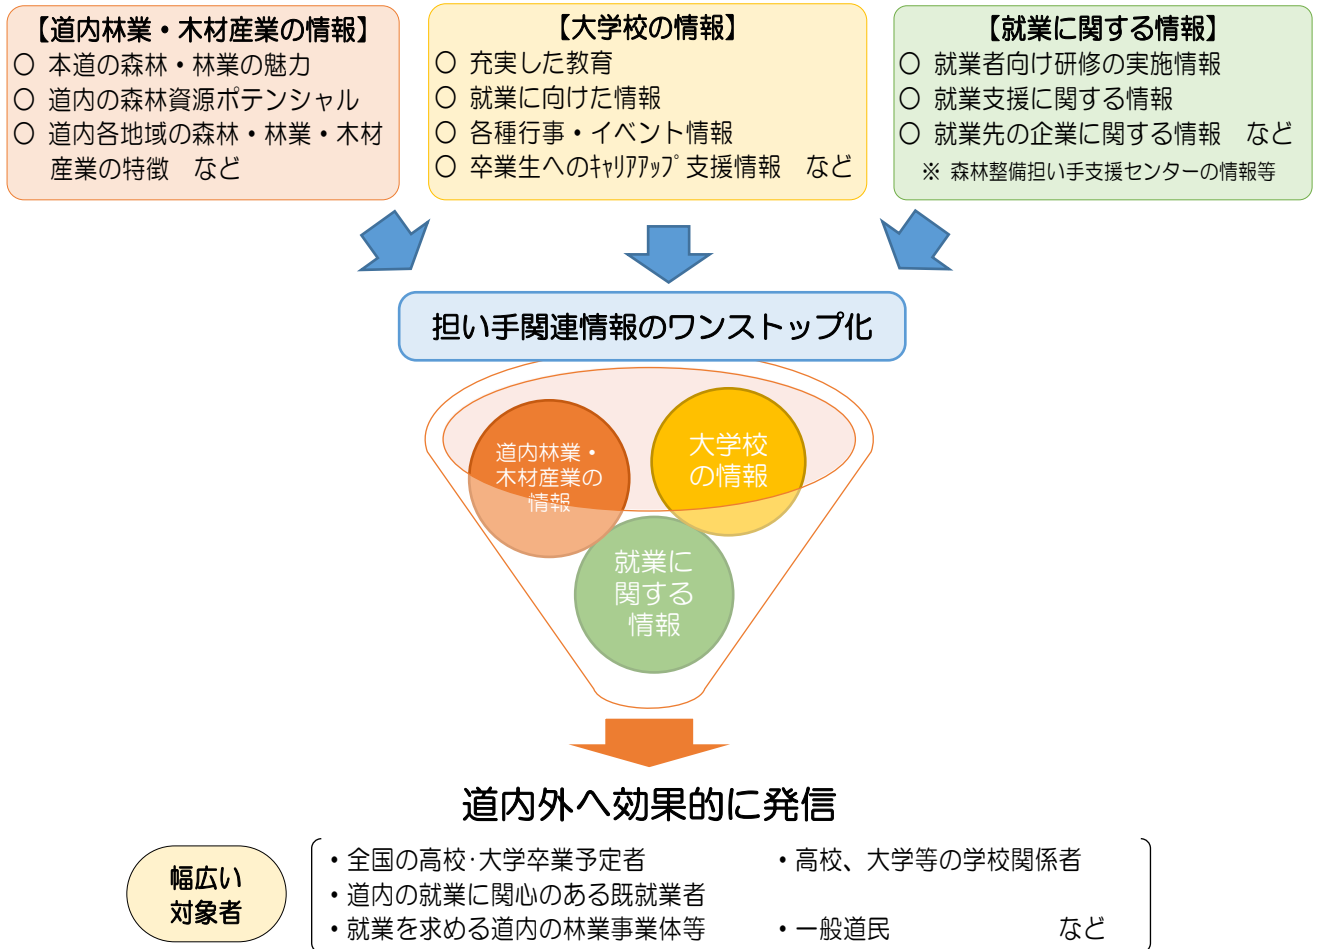 【道内林業・木材産業の情報】
○ 本道の森林・林業の魅力
○ 道内の森林資源ポテンシャル
○ 道内各地域の森林・林業・木材
産業の特徴　など
【大学校の情報】
○ 充実した教育
○ 就業に向けた情報
○ 各種行事・イベント情報
○ 卒業生へのｷｬﾘｱｱｯﾌﾟ支援情報　など
【就業に関する情報】
○ 就業者向け研修の実施情報
○ 就業支援に関する情報
○ 就業先の企業に関する情報　など
※ 森林整備担い手支援センターの情報等
担い手関連情報のワンストップ化
道内林業・
木材産業の
情報
大学校
の情報
就業に
関する
情報
道内外へ効果的に発信
幅広い
対象者
・全国の高校・大学卒業予定者
・道内の就業に関心のある既就業者
・就業を求める道内の林業事業体等
・高校、大学等の学校関係者
・一般道民　　　　　など